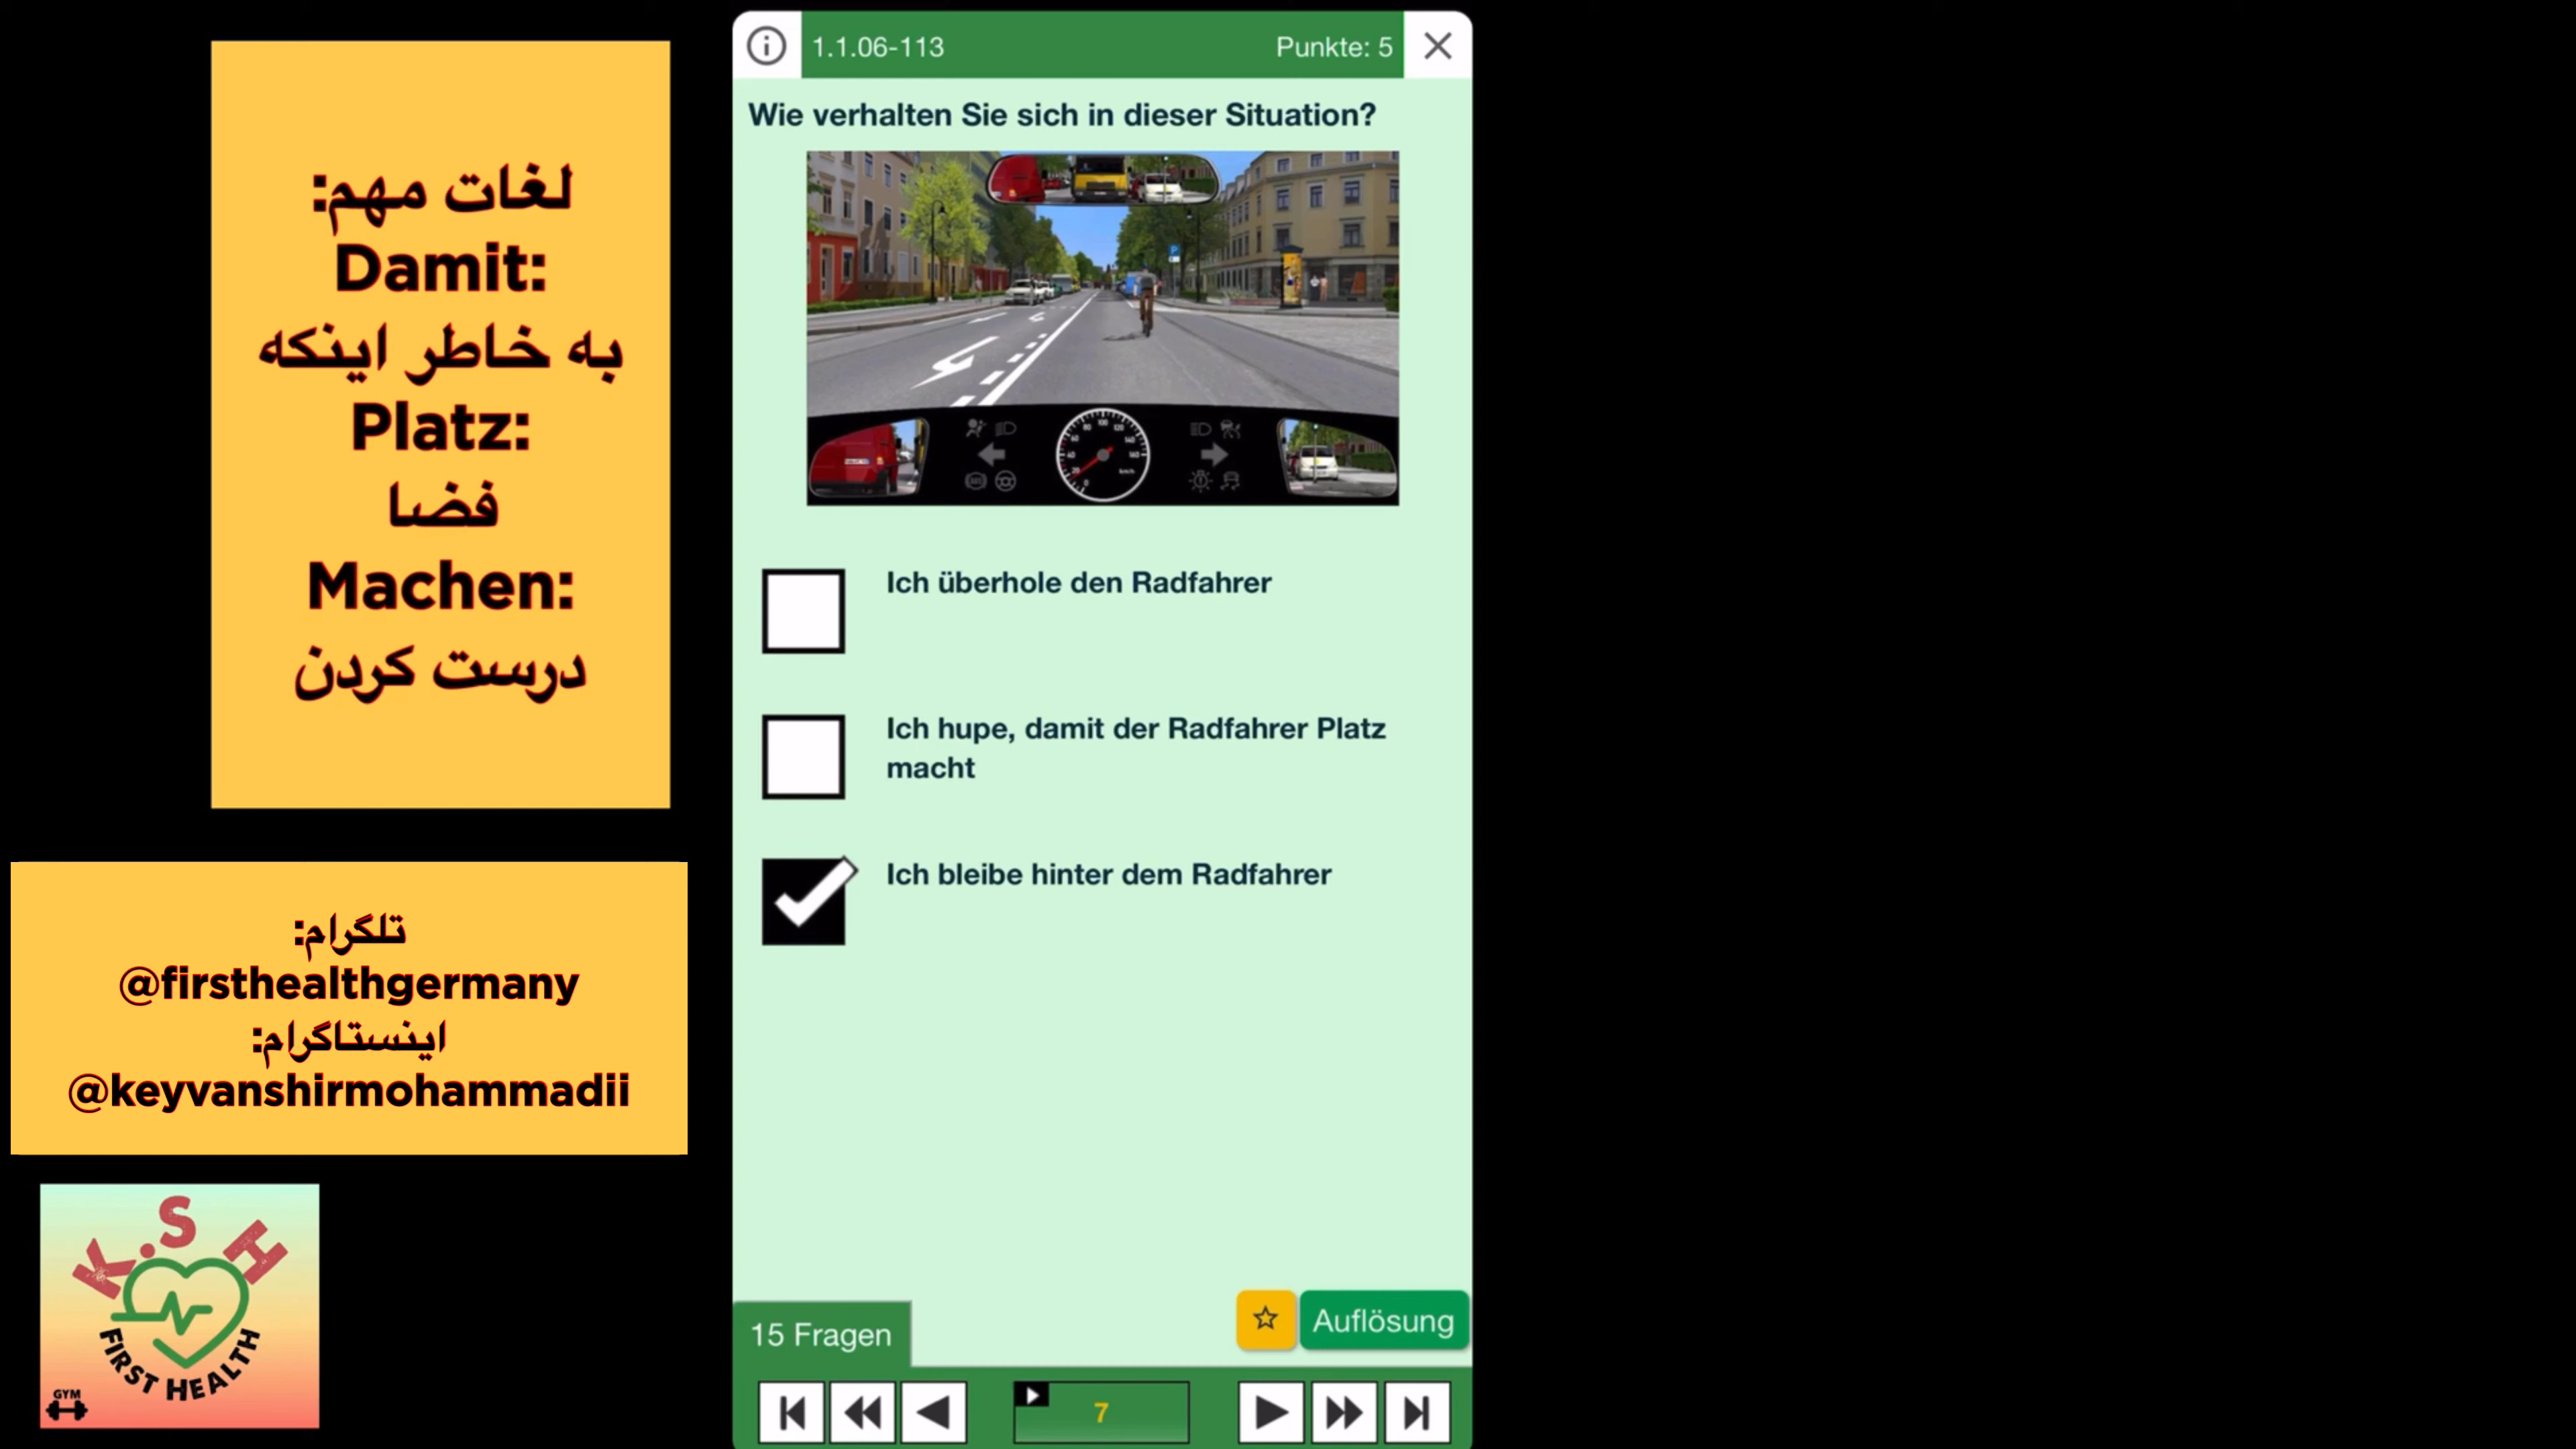 لغات مهم:
Damit:
به خاطر اینکه
Platz:
فضا
Machen:
درست کردن
تلگرام:
@firsthealthgermany
اینستاگرام:
@keyvanshirmohammadii
K.SH
FIRST HEALTH
GYM
1.1.06-113
Punkte: 5
Wie verhalten Sie sich in dieser Situation?
Ich überhole den Radfahrer
Ich hupe, damit der Radfahrer Platz
macht
Ich bleibe hinter dem Radfahrer
15 Fragen
Auflösung
7